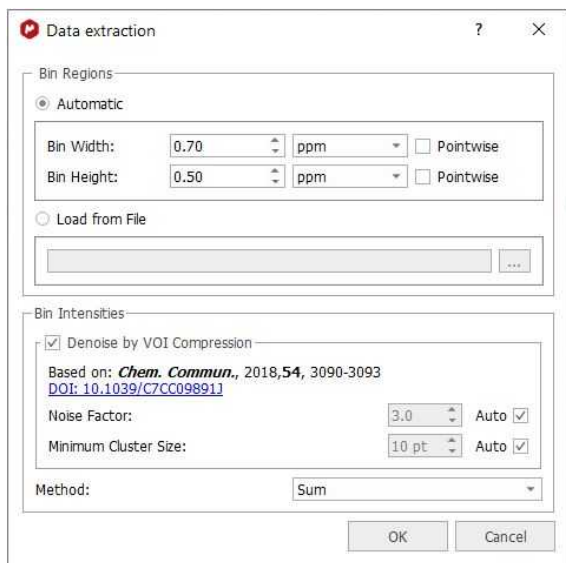 Data extraction ?
Bin Regions
Automatic
Bin Width: 0.70 ppm Pointwise
Bin Height: 0.50 ppm Pointwise
Load from File
...
Bin Intensities
Denoise by VOI Compression
Based on: Chem. Commun., 2018,54, 3090-3093
DOI: 10.1039/C7CC09891J
Noise Factor: 3.0 Auto
Minimum Cluster Size: 10 pt Auto
Method: Sum
OK Cancel